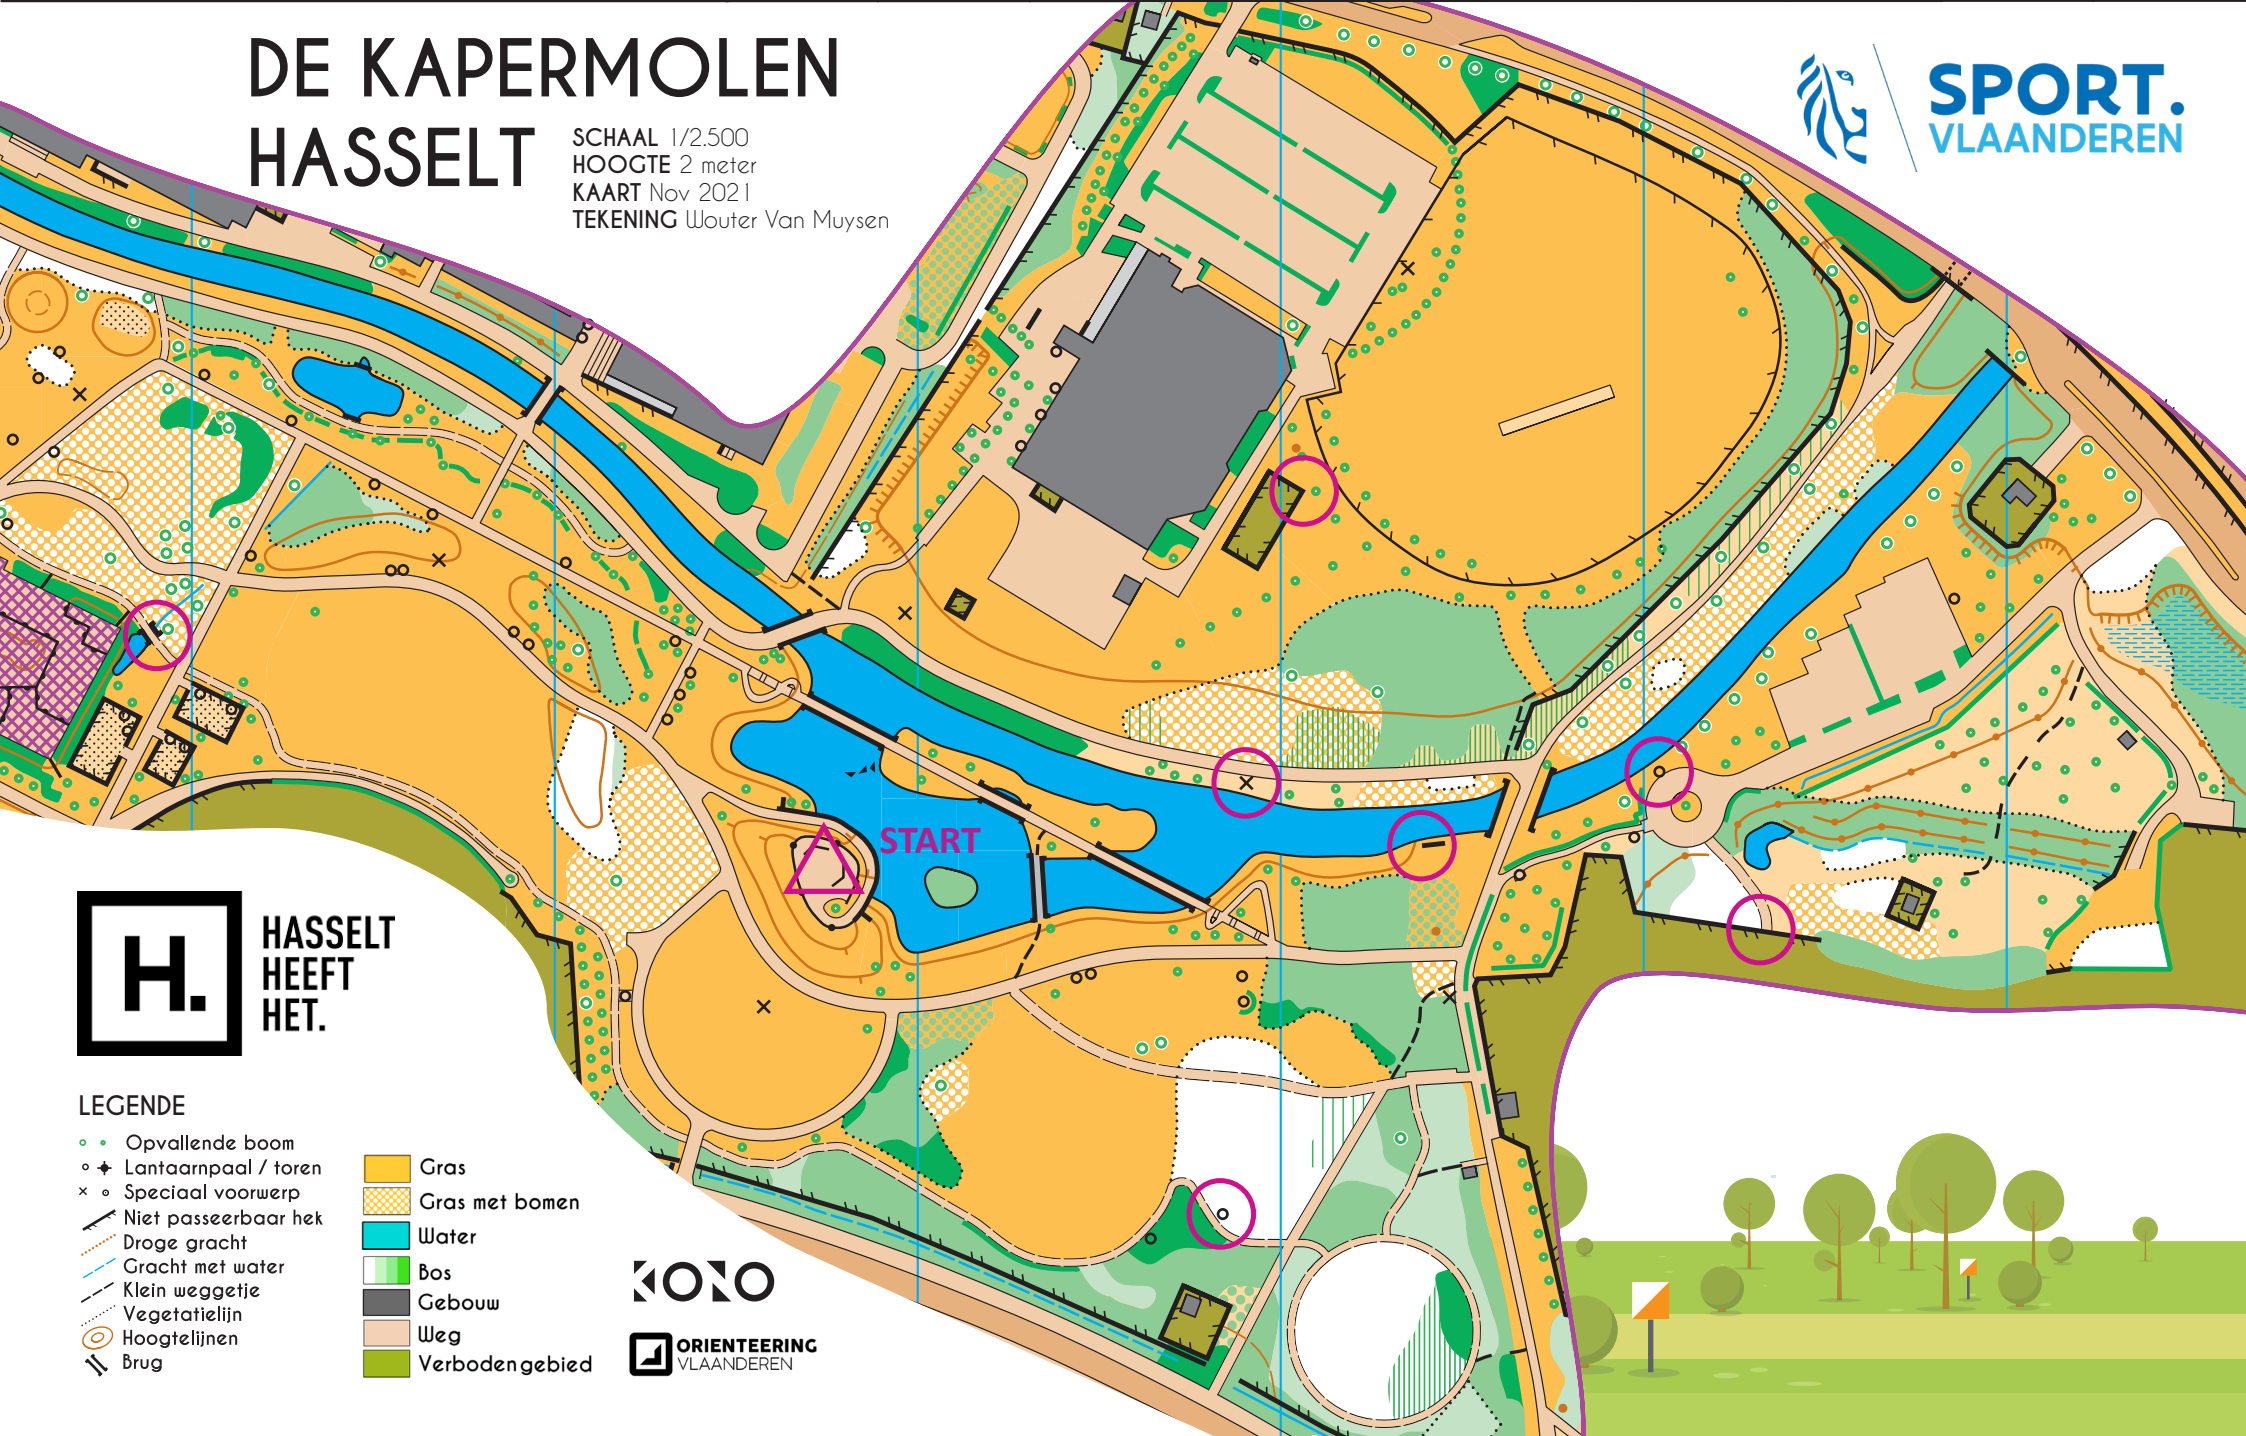 DE KAPERMOLEN
HASSELT
SCHAAL 1/2.500
HOOGTE 2 meter
KAART Nov 2021
TEKENING Wouter Van Muysen
SPORT.
VLAANDEREN
START
H.
HASSELT
HEEFT
HET.
LEGENDE
Opvallende boom
Lantaarnpaal / toren
Speciaal voorwerp
Niet passeerbaar hek
Droge gracht
Gracht met water
Klein weggetje
Vegetatielijn
Hoogtelijnen
Brug
Gras
Gras met bomen
Water
Bos
Gebouw
Weg
Verboden gebied
KONO
ORIENTEERING
VLAANDEREN